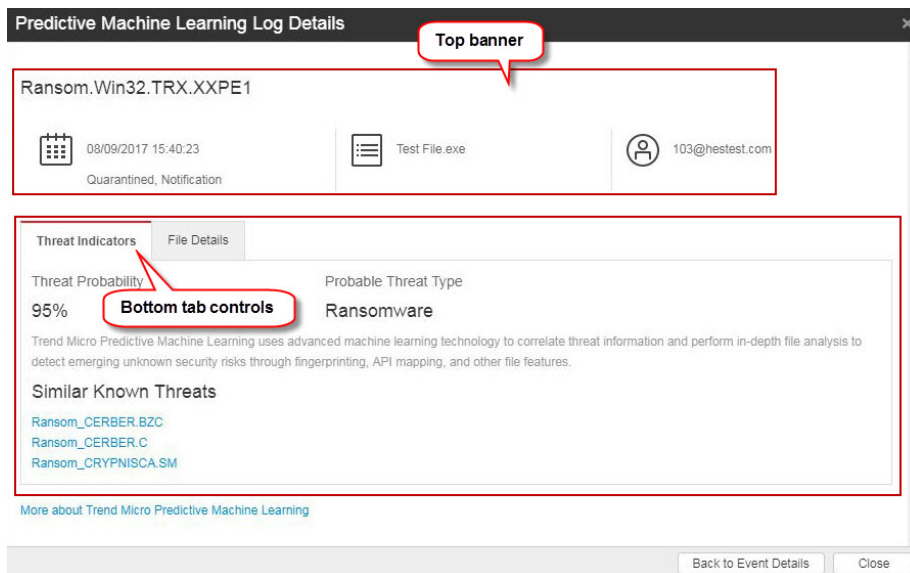 Predictive Machine Learning Log Details
×
Top banner
Ransom.Win32.TRX.XXPE1
08/09/2017 15:40:23
Quarantined, Notification
Test File.exe
103@hestest.com
Threat Indicators
File Details
Threat Probability
Probable Threat Type
95%
Bottom tab controls
Ransomware
Trend Micro Predictive Machine Learning uses advanced machine learning technology to correlate threat information and perform in-depth file analysis to
detect emerging unknown security risks through fingerprinting, API mapping, and other file features.
Similar Known Threats
Ransom_CERBER.BZC
Ransom_CERBER.C
Ransom_CRYPNISCA.SM
More about Trend Micro Predictive Machine Learning
Back to Event Details
Close